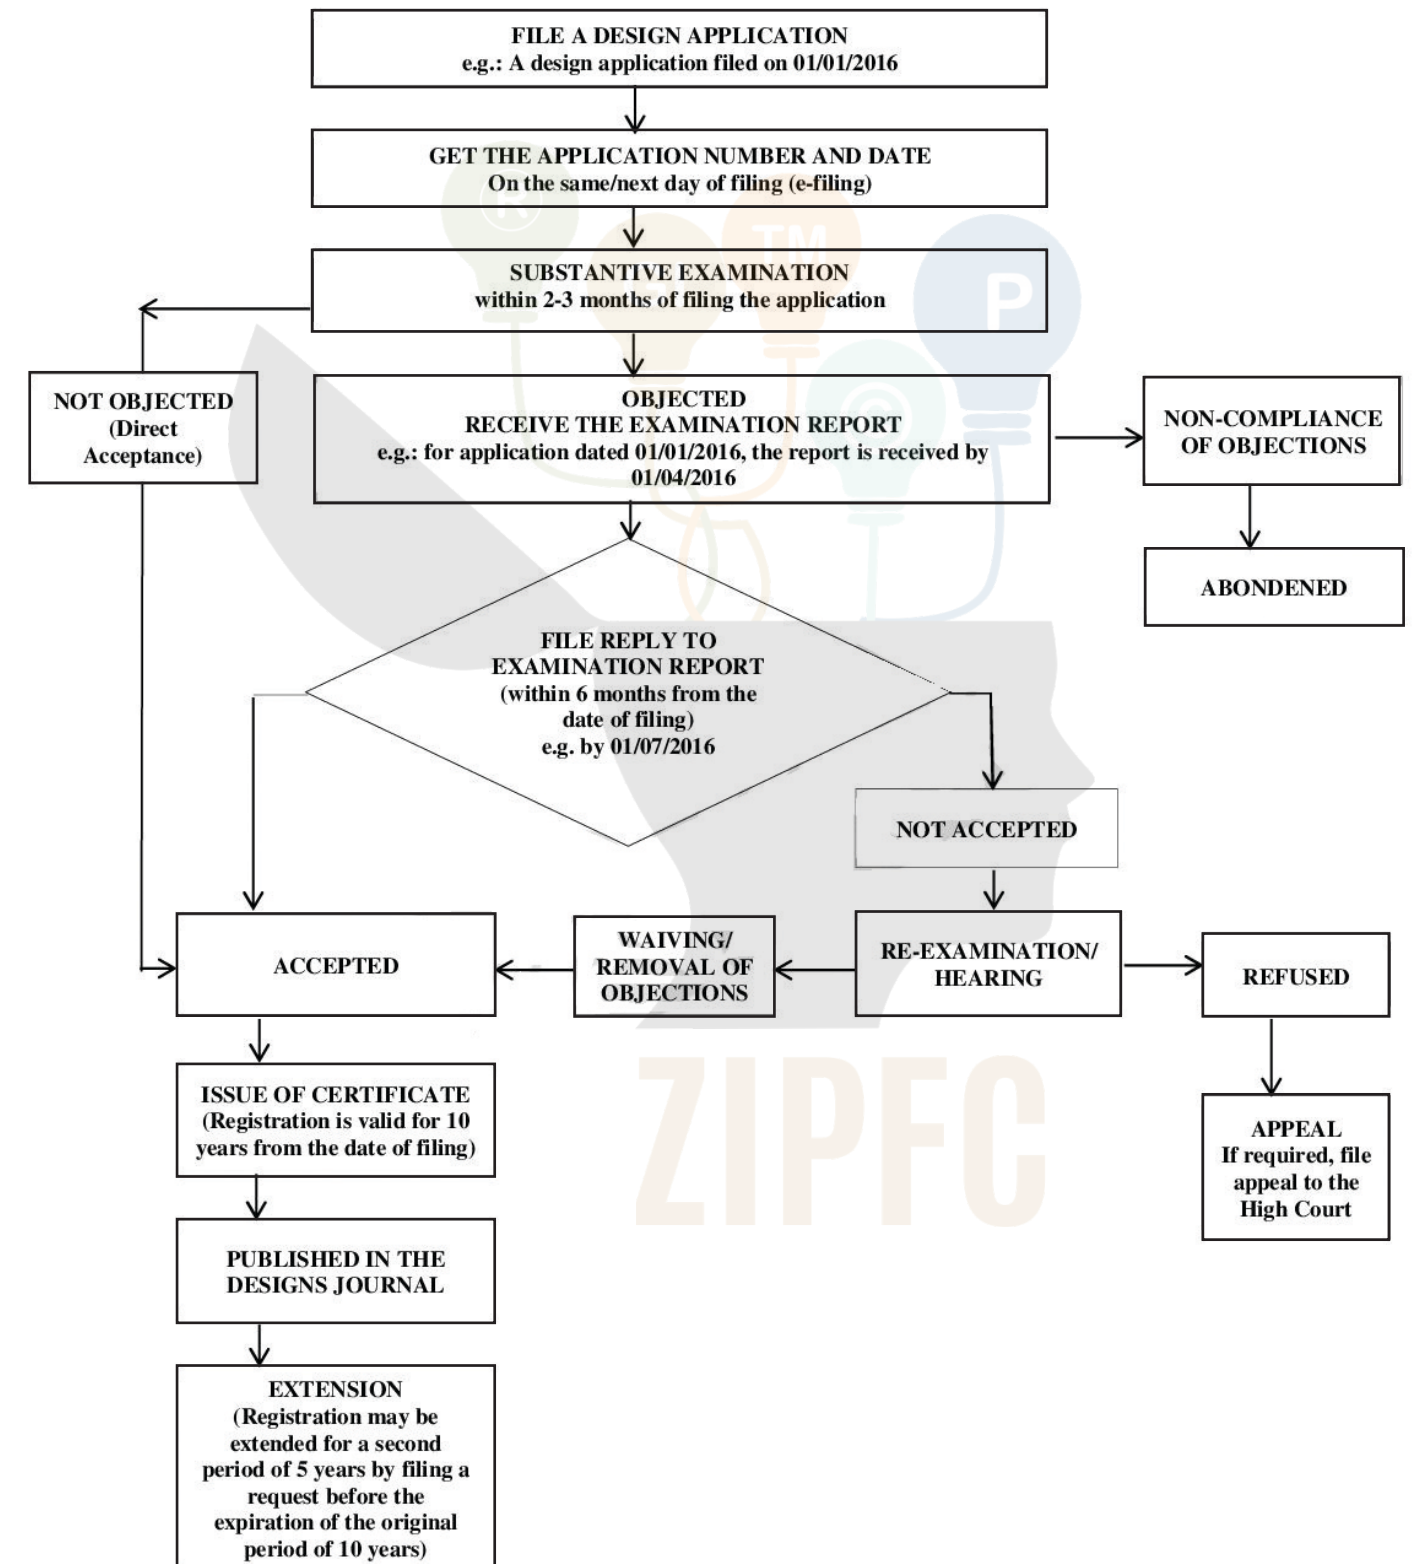 FILE A DESIGN APPLICATION
e.g.: A design application filed on 01/01/2016
GET THE APPLICATION NUMBER AND DATE
On the same/next day of filing (e-filing)
R
TM
G
P
C
SUBSTANTIVE EXAMINATION
within 2-3 months of filing the application
NOT OBJECTED
(Direct
Acceptance)
OBJECTED
RECEIVE THE EXAMINATION REPORT
e.g.: for application dated 01/01/2016, the report is received by
01/04/2016
NON-COMPLIANCE
OF OBJECTIONS
ABONDENED
FILE REPLY TO
EXAMINATION REPORT
(within 6 months from the
date of filing)
e.g. by 01/07/2016
NOT ACCEPTED
ACCEPTED
WAIVING/
REMOVAL OF
OBJECTIONS
RE-EXAMINATION/
HEARING
REFUSED
ISSUE OF CERTIFICATE
(Registration is valid for 10
years from the date of filing)
ZIPFC
APPEAL
If required, file
appeal to the
High Court
PUBLISHED IN THE
DESIGNS JOURNAL
EXTENSION
(Registration may be
extended for a second
period of 5 years by filing a
request before the
expiration of the original
period of 10 years)